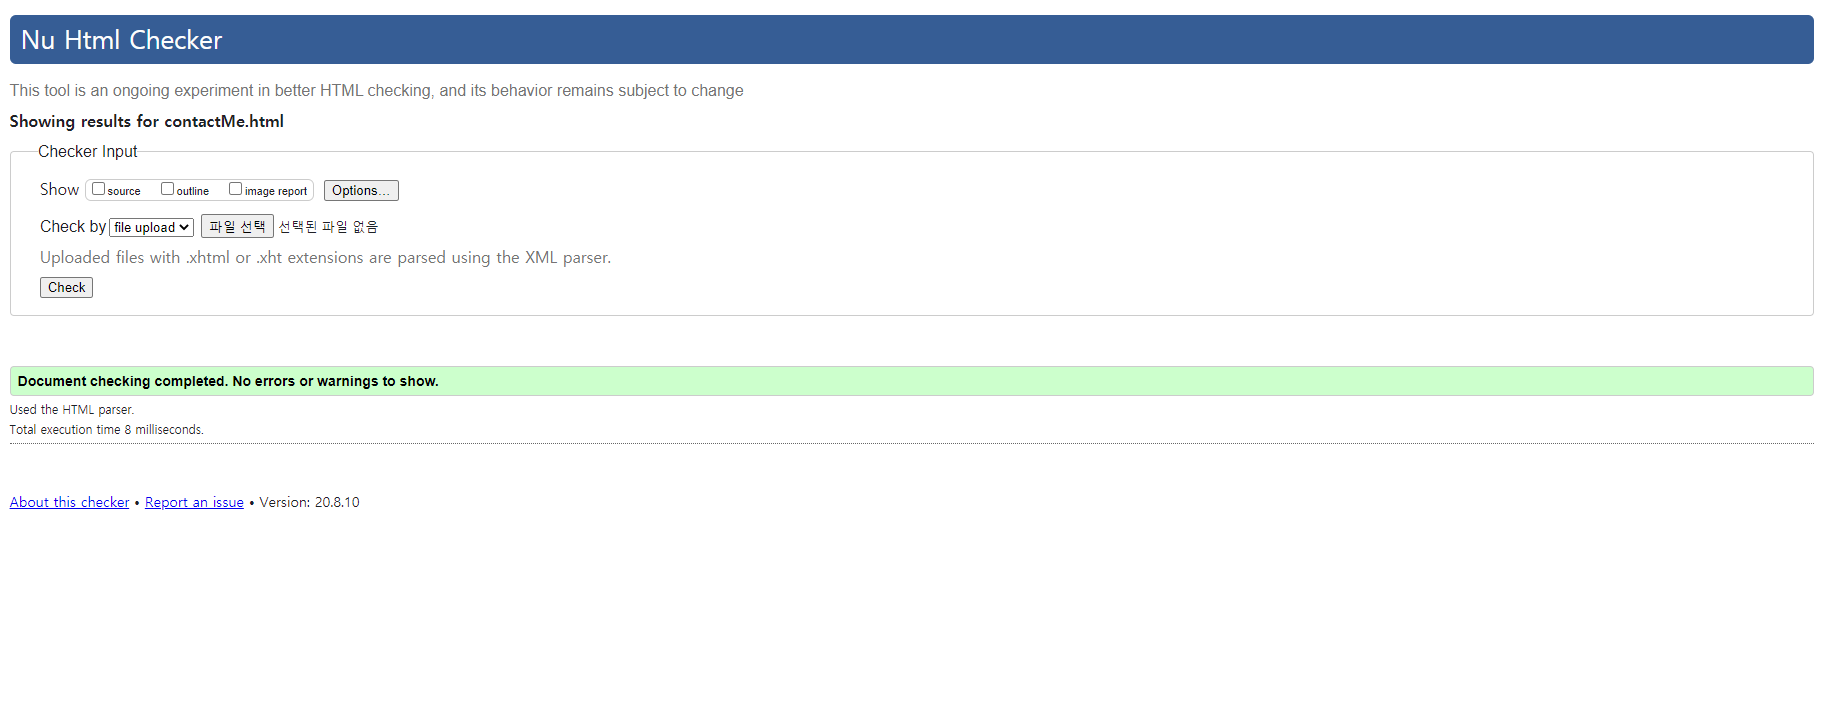 Nu Html Checker
This tool is an ongoing experiment in better HTML checking, and its behavior remains subject to change
Showing results for contactMe.html
Checker Input
Show source outline image report Options...
Check by file upload 파일 선택 선택된 파일 없음
Uploaded files with .xhtml or .xht extensions are parsed using the XML parser.
Check
Document checking completed. No errors or warnings to show.
Used the HTML parser.
Total execution time 8 milliseconds.
About this checker • Report an issue • Version: 20.8.10